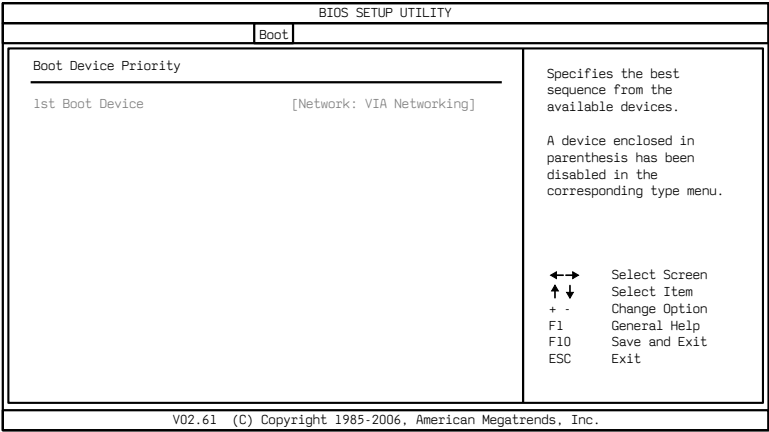 BIOS SETUP UTILITY
Boot
Boot Device Priority
1st Boot Device [Network: VIA Networking]
Specifies the best
sequence from the
available devices.
A device enclosed in
parenthesis has been
disabled in the
corresponding type menu.
←→ Select Screen
↑↓ Select Item
+ - Change Option
F1 General Help
F10 Save and Exit
ESC Exit
V02.61 (C) Copyright 1985-2006, American Megatrends, Inc.